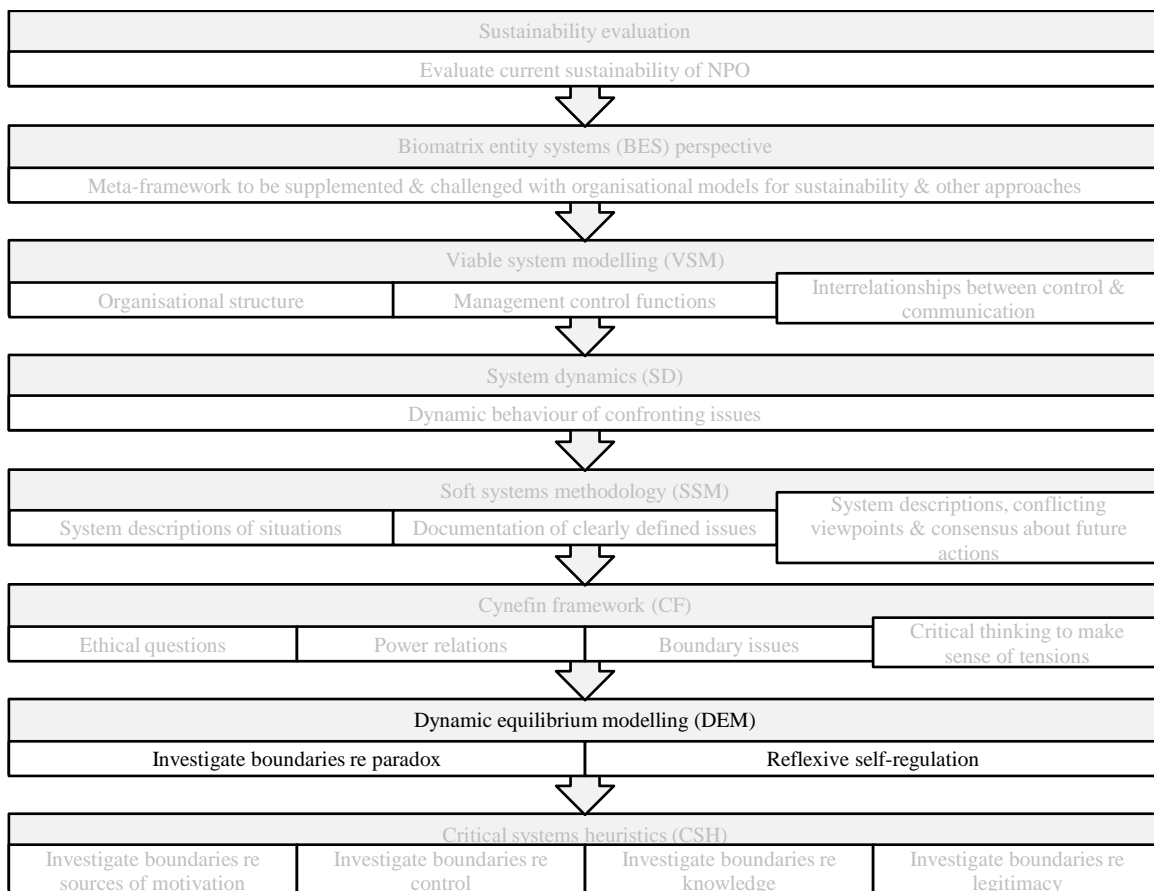 Sustainability evaluation
Evaluate current sustainability of NPO
Biomatrix entity systems (BES) perspective
Meta-framework to be supplemented & challenged with organisational models for sustainability & other approaches
Viable system modelling (VSM)
Organisational structure
Management control functions
Interrelationships between control &
communication
System dynamics (SD)
Dynamic behaviour of confronting issues
Soft systems methodology (SSM)
System descriptions of situations
Documentation of clearly defined issues
System descriptions, conflicting
viewpoints & consensus about future
actions
Cynefin framework (CF)
Ethical questions
Power relations
Boundary issues
Critical thinking to make
sense of tensions
Dynamic equilibrium modelling (DEM)
Investigate boundaries re paradox
Reflexive self-regulation
Critical systems heuristics (CSH)
Investigate boundaries re
sources of motivation
Investigate boundaries re
control
Investigate boundaries re
knowledge
Investigate boundaries re
legitimacy